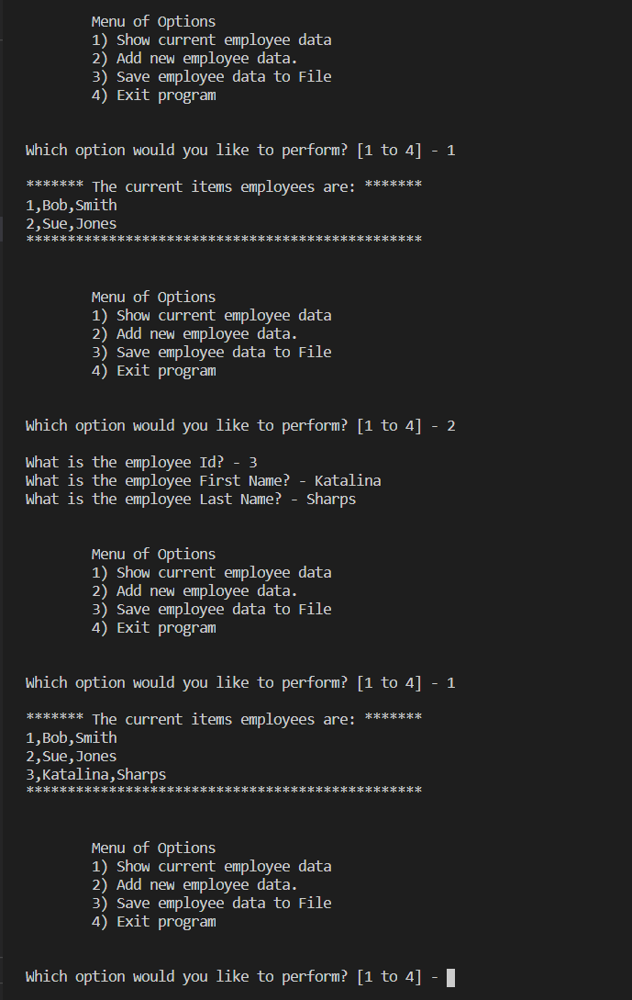 Menu of Options
1) Show current employee data
2) Add new employee data.
3) Save employee data to File
4) Exit program
Which option would you like to perform? [1 to 4] - 1
******* The current items employees are: *******
1,Bob,Smith
2,Sue,Jones
************************************************
Menu of Options
1) Show current employee data
2) Add new employee data.
3) Save employee data to File
4) Exit program
Which option would you like to perform? [1 to 4] - 2
What is the employee Id? - 3
What is the employee First Name? - Katalina
What is the employee Last Name? - Sharps
Menu of Options
1) Show current employee data
2) Add new employee data.
3) Save employee data to File
4) Exit program
Which option would you like to perform? [1 to 4] - 1
******* The current items employees are: *******
1,Bob,Smith
2,Sue,Jones
3,Katalina,Sharps
************************************************
Menu of Options
1) Show current employee data
2) Add new employee data.
3) Save employee data to File
4) Exit program
Which option would you like to perform? [1 to 4] -